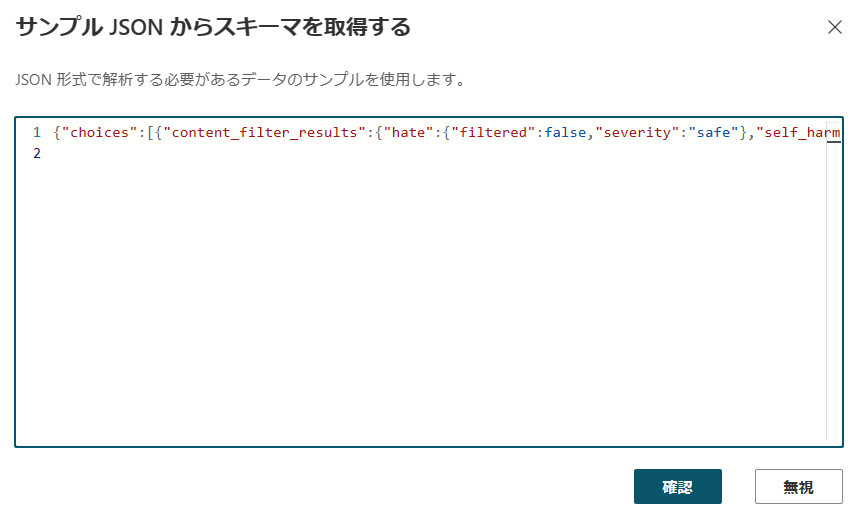 サンプル JSON からスキーマを取得する
JSON 形式で解析する必要があるデータのサンプルを使用します。
1 {"choices":[{"content_filter_results":{"hate":{"filtered":false,"severity":"safe"},"self_harm
2
確認 無視